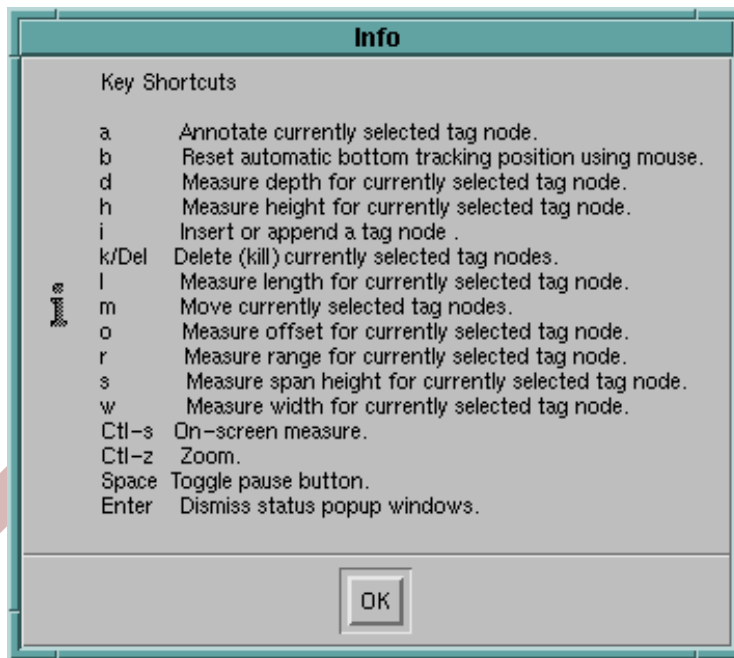 Info
Key Shortcuts
a Annotate currently selected tag node.
b Reset automatic bottom tracking position using mouse.
d Measure depth for currently selected tag node.
h Measure height for currently selected tag node.
i Insert or append a tag node .
k/Del Delete (kill) currently selected tag nodes.
l Measure length for currently selected tag node.
m Move currently selected tag nodes.
o Measure offset for currently selected tag node.
r Measure range for currently selected tag node.
s Measure span height for currently selected tag node.
w Measure width for currently selected tag node.
Ctl-s On-screen measure.
Ctl-z Zoom.
Space Toggle pause button.
Enter Dismiss status popup windows.
OK